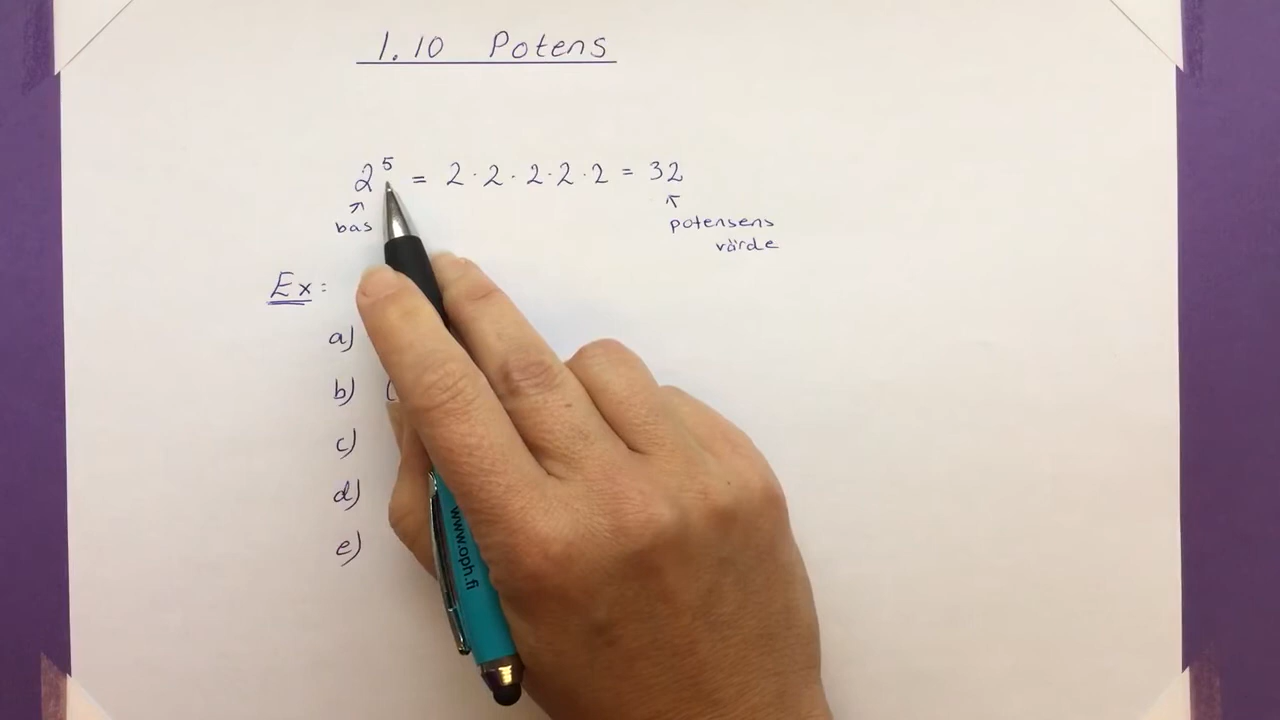 1.10 Potens
2⁵ = 2 · 2 · 2 · 2 · 2 = 32
↑ ↑
bas potensens
värde
Ex:
a)
b) (
c)
d)
e)
www.oph.fi